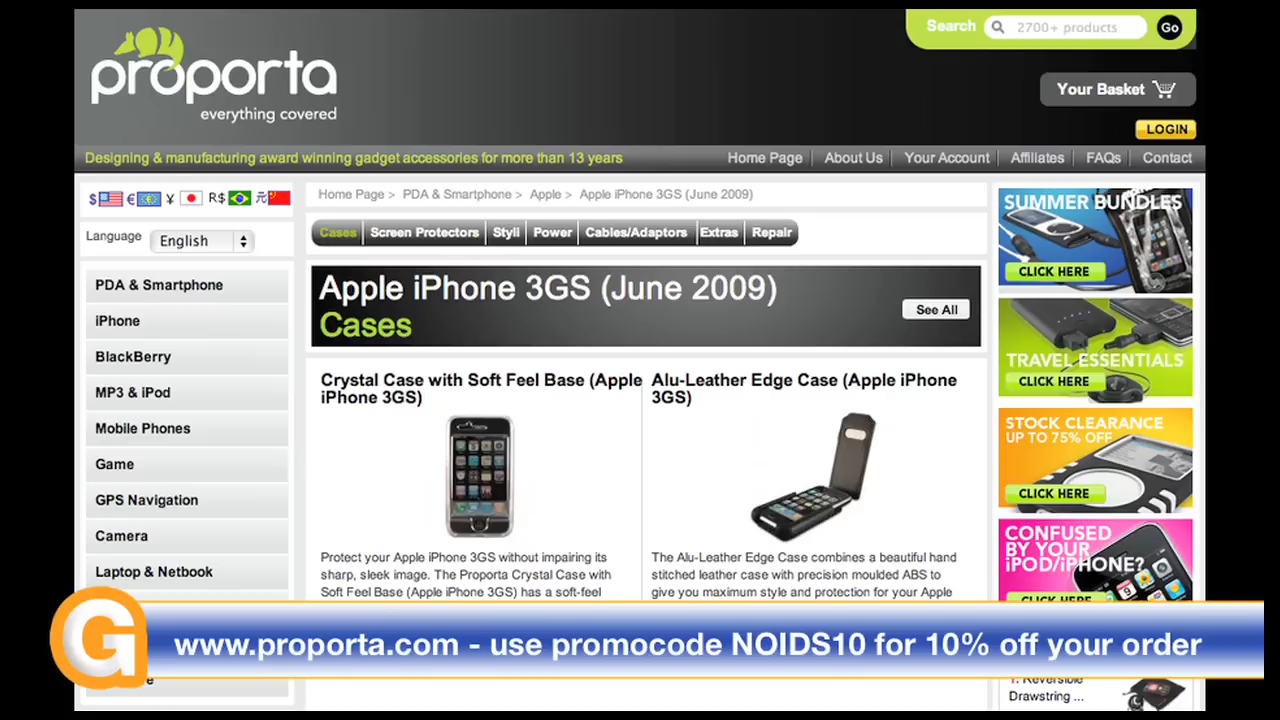 proporta
everything covered
Search
2700+ products
Go
Your Basket
LOGIN
Designing & manufacturing award winning gadget accessories for more than 13 years
Home Page
About Us
Your Account
Affiliates
FAQs
Contact
$ € ¥ R$ 元
Language
English
PDA & Smartphone
iPhone
BlackBerry
MP3 & iPod
Mobile Phones
Game
GPS Navigation
Camera
Laptop & Netbook
Home Page > PDA & Smartphone > Apple > Apple iPhone 3GS (June 2009)
Cases
Screen Protectors
Styli
Power
Cables/Adaptors
Extras
Repair
Apple iPhone 3GS (June 2009)
Cases
See All
Crystal Case with Soft Feel Base (Apple
iPhone 3GS)
Protect your Apple iPhone 3GS without impairing its
sharp, sleek image. The Proporta Crystal Case with
Soft Feel Base (Apple iPhone 3GS) has a soft-feel
Alu-Leather Edge Case (Apple iPhone
3GS)
The Alu-Leather Edge Case combines a beautiful hand
stitched leather case with precision moulded ABS to
give you maximum style and protection for your Apple
SUMMER BUNDLES
CLICK HERE
TRAVEL ESSENTIALS
CLICK HERE
STOCK CLEARANCE
UP TO 75% OFF
CLICK HERE
CONFUSED
BY YOUR
iPOD/iPHONE?
CLICK HERE
G
www.proporta.com - use promocode NOIDS10 for 10% off your order
1. Reversible
Drawstring ...